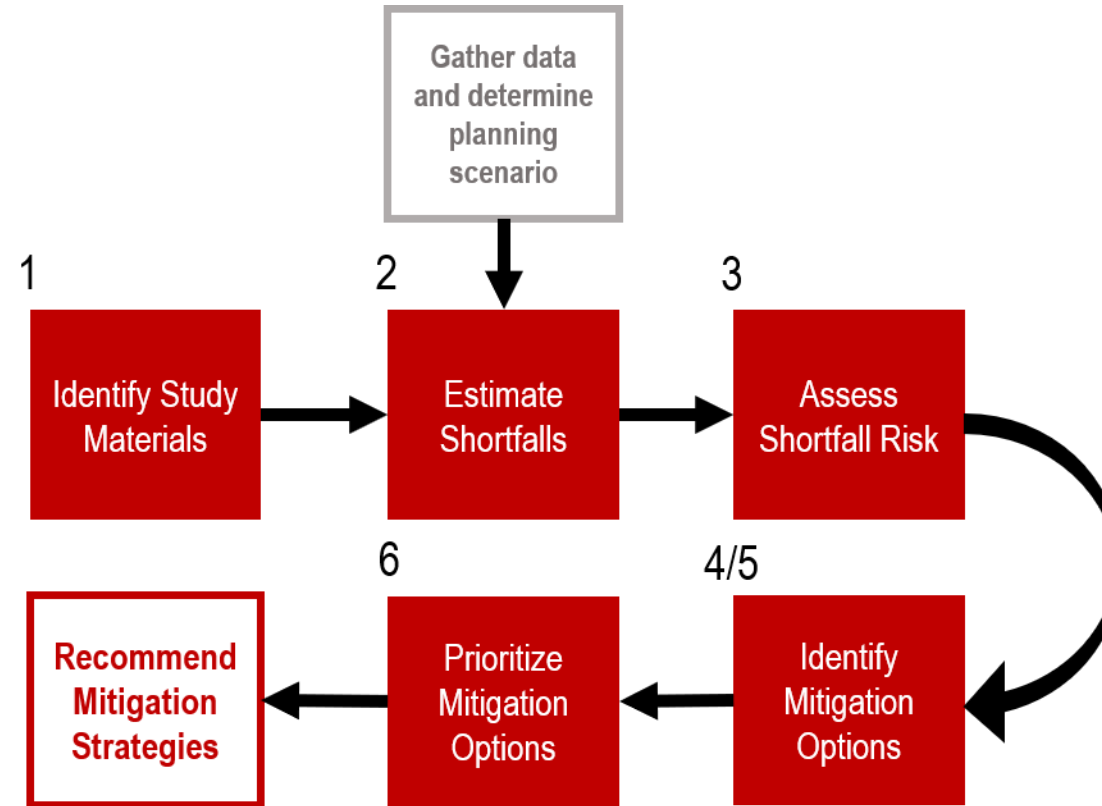 Gather data
and determine
planning
scenario
1
2
3
Identify Study
Materials
Estimate
Shortfalls
Assess
Shortfall Risk
6
4/5
Recommend
Mitigation
Strategies
Prioritize
Mitigation
Options
Identify
Mitigation
Options